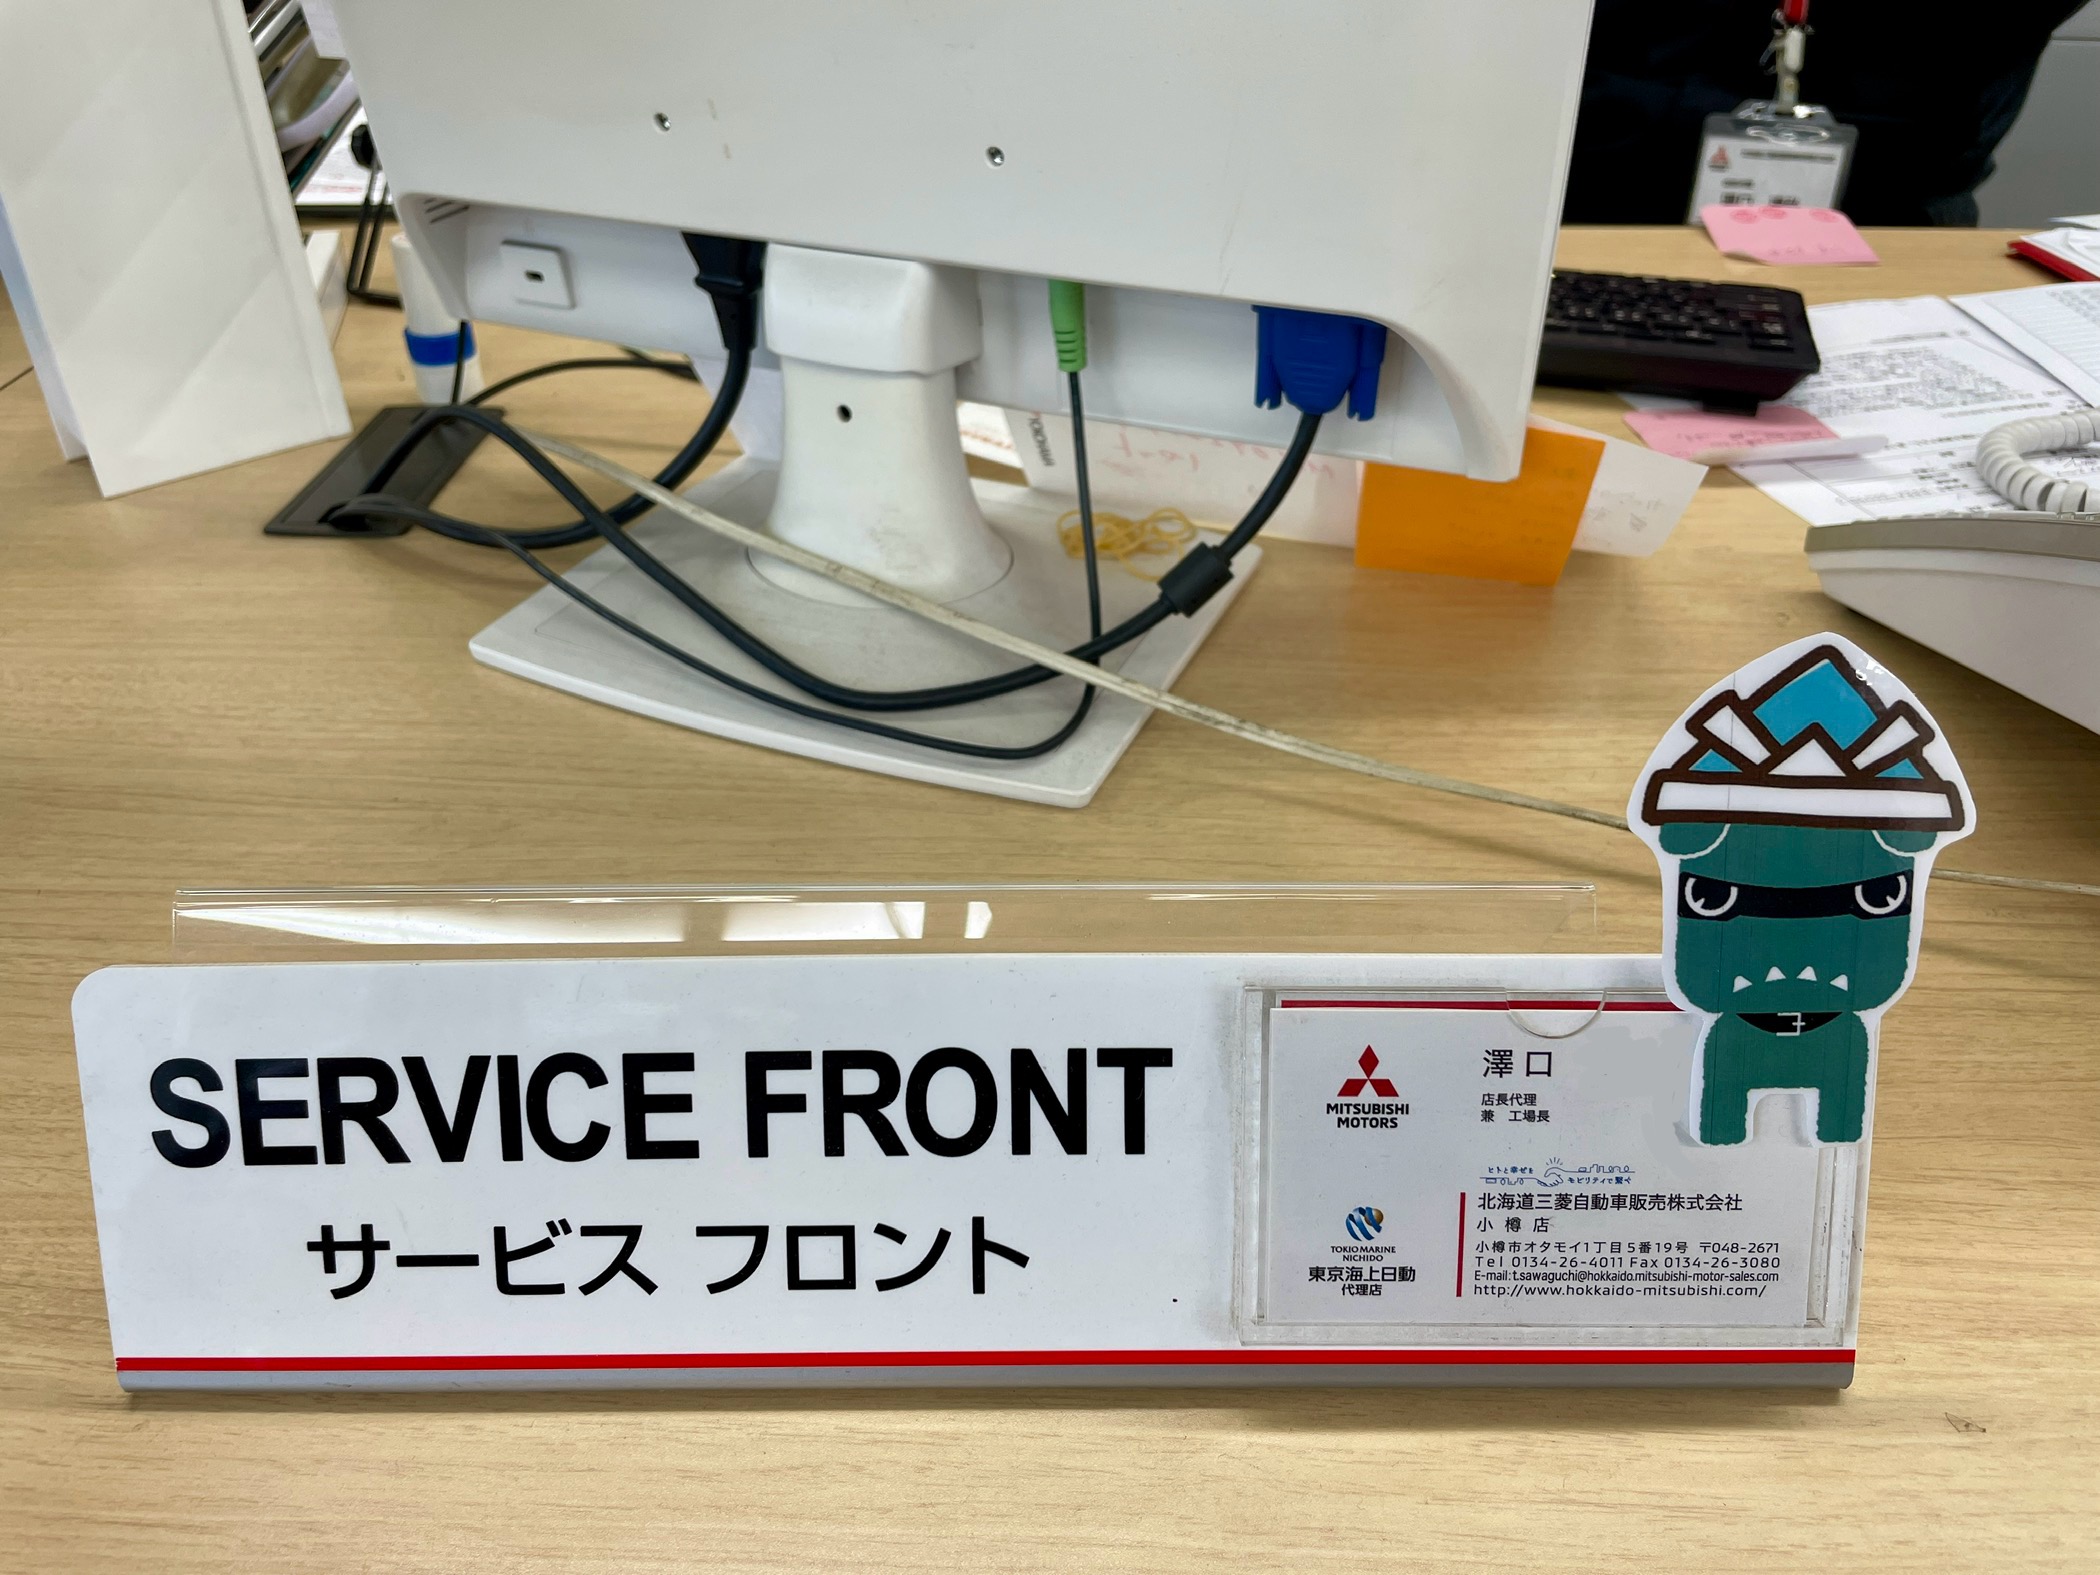 SERVICE FRONT
サービス フロント
MITSUBISHI
MOTORS
澤口
店長代理
兼 工場長
ヒトと幸せを
モビリティで繋ぐ
TOKIO MARINE
NICHIDO
東京海上日動
代理店
北海道三菱自動車販売株式会社
小樽店
小樽市オタモイ1丁目5番19号 〒048-2671
Tel 0134-26-4011 Fax 0134-26-3080
E-mail:t.sawaguchi@hokkaido.mitsubishi-motor-sales.com
http://www.hokkaido-mitsubishi.com/
YOKOHAMA